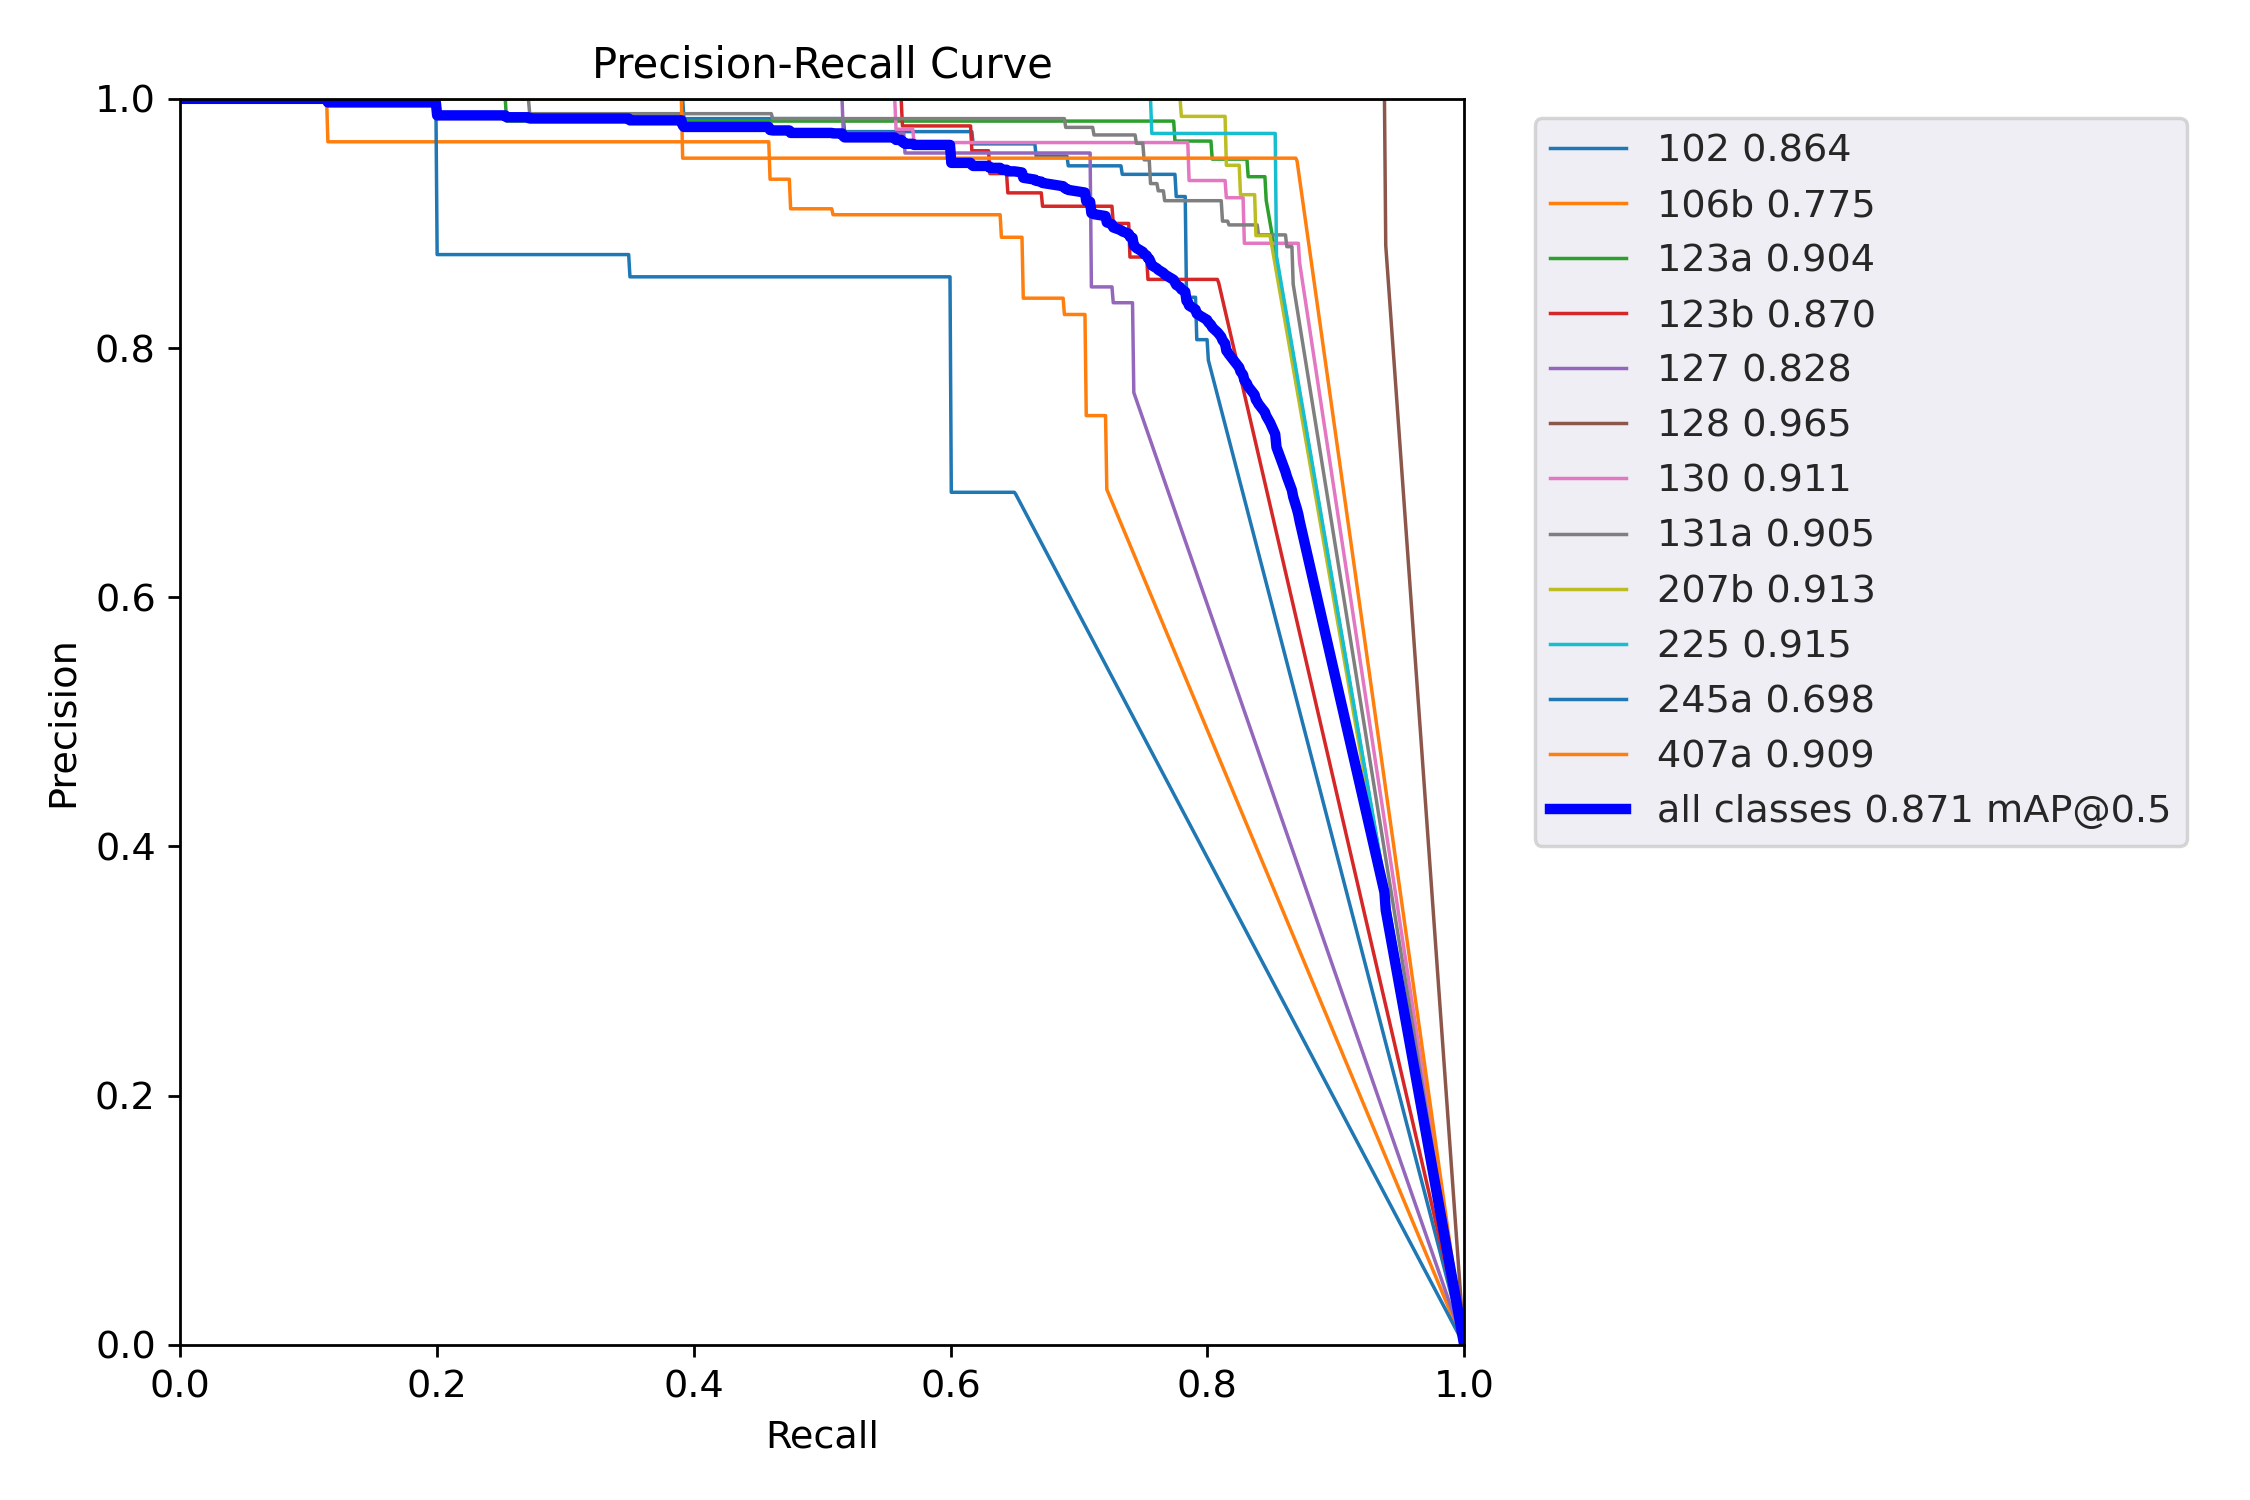 Precision-Recall Curve
1.0
0.8
0.6
0.4
0.2
0.0
Precision
0.0 0.2 0.4 0.6 0.8 1.0
Recall
102 0.864
106b 0.775
123a 0.904
123b 0.870
127 0.828
128 0.965
130 0.911
131a 0.905
207b 0.913
225 0.915
245a 0.698
407a 0.909
all classes 0.871 mAP@0.5